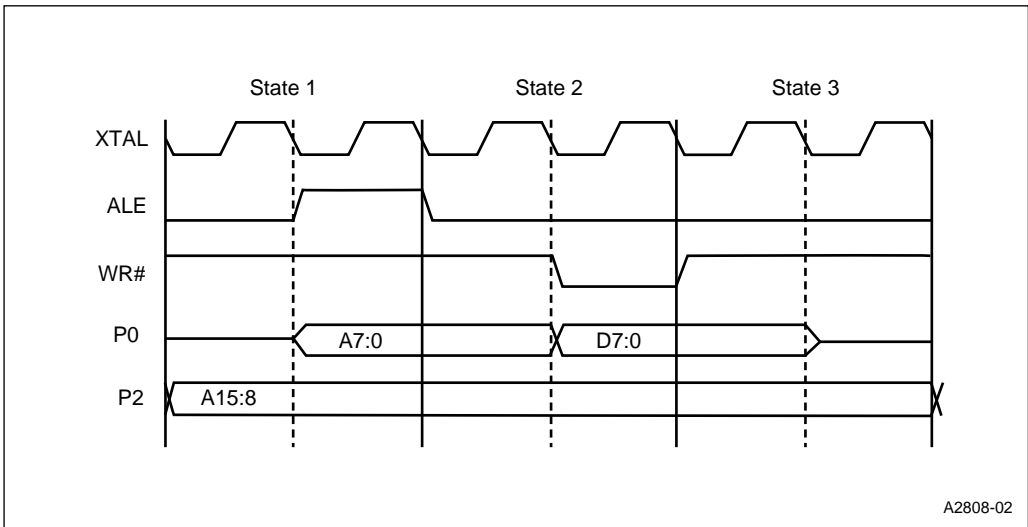 State 1 State 2 State 3
XTAL
ALE
WR#
P0 A7:0 D7:0
P2 A15:8
A2808-02